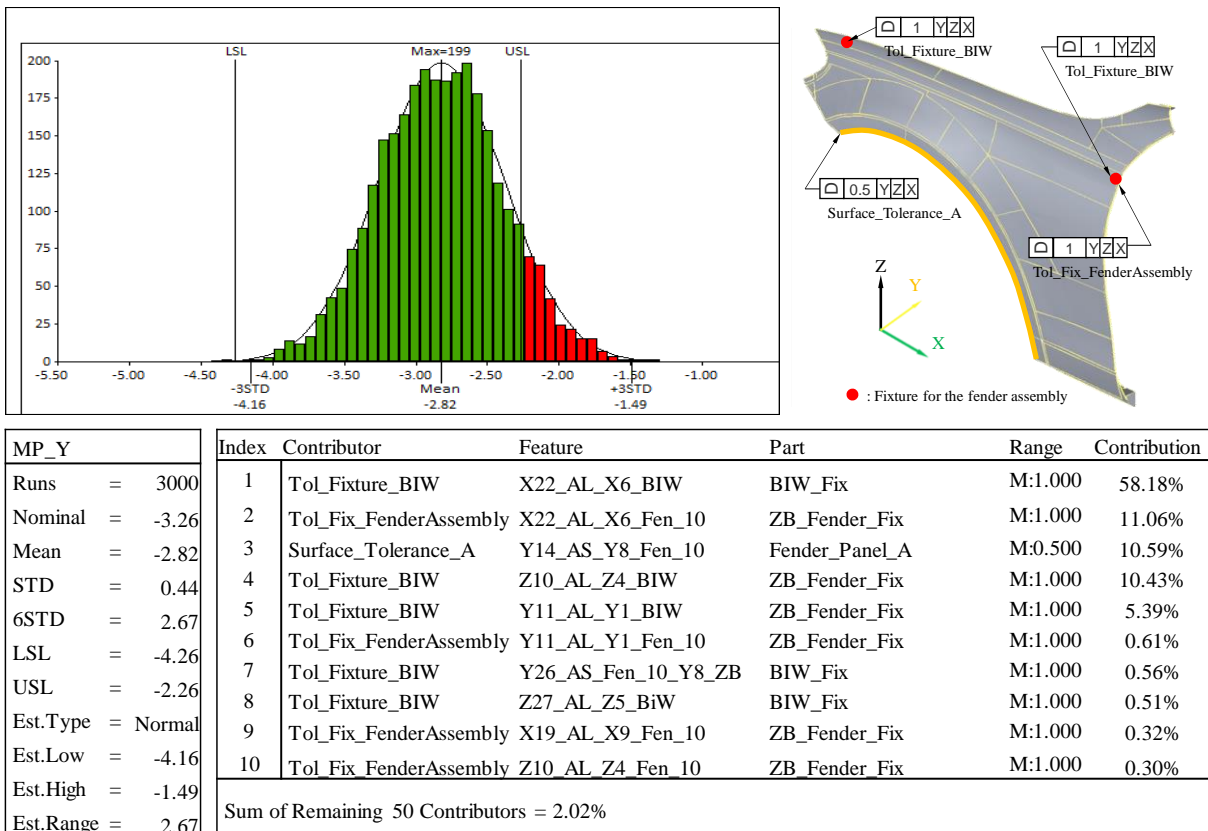 LSL Max=199 USL
200
175
150
125
100
75
50
25
0
-5.50 -5.00 -4.50 -4.00 -3.50 -3.00 -2.50 -2.00 -1.50 -1.00
-3STD Mean +3STD
-4.16 -2.82 -1.49
D 1 YZX
Tol_Fixture_BIW
D 1 YZX
Tol_Fixture_BIW
D 0.5 YZX
Surface_Tolerance_A
D 1 YZX
Tol_Fix_FenderAssembly
Z
Y
X
: Fixture for the fender assembly
MP_Y
Runs = 3000
Nominal = -3.26
Mean = -2.82
STD = 0.44
6STD = 2.67
LSL = -4.26
USL = -2.26
Est.Type = Normal
Est.Low = -4.16
Est.High = -1.49
Est.Range = 2.67
Index Contributor Feature Part Range Contribution
1 Tol_Fixture_BIW X22_AL_X6_BIW BIW_Fix M:1.000 58.18%
2 Tol_Fix_FenderAssembly X22_AL_X6_Fen_10 ZB_Fender_Fix M:1.000 11.06%
3 Surface_Tolerance_A Y14_AS_Y8_Fen_10 Fender_Panel_A M:0.500 10.59%
4 Tol_Fixture_BIW Z10_AL_Z4_BIW ZB_Fender_Fix M:1.000 10.43%
5 Tol_Fixture_BIW Y11_AL_Y1_BIW ZB_Fender_Fix M:1.000 5.39%
6 Tol_Fix_FenderAssembly Y11_AL_Y1_Fen_10 ZB_Fender_Fix M:1.000 0.61%
7 Tol_Fixture_BIW Y26_AS_Fen_10_Y8_ZB BIW_Fix M:1.000 0.56%
8 Tol_Fixture_BIW Z27_AL_Z5_BiW BIW_Fix M:1.000 0.51%
9 Tol_Fix_FenderAssembly X19_AL_X9_Fen_10 ZB_Fender_Fix M:1.000 0.32%
10 Tol_Fix_FenderAssembly Z10_AL_Z4_Fen_10 ZB_Fender_Fix M:1.000 0.30%
Sum of Remaining 50 Contributors = 2.02%